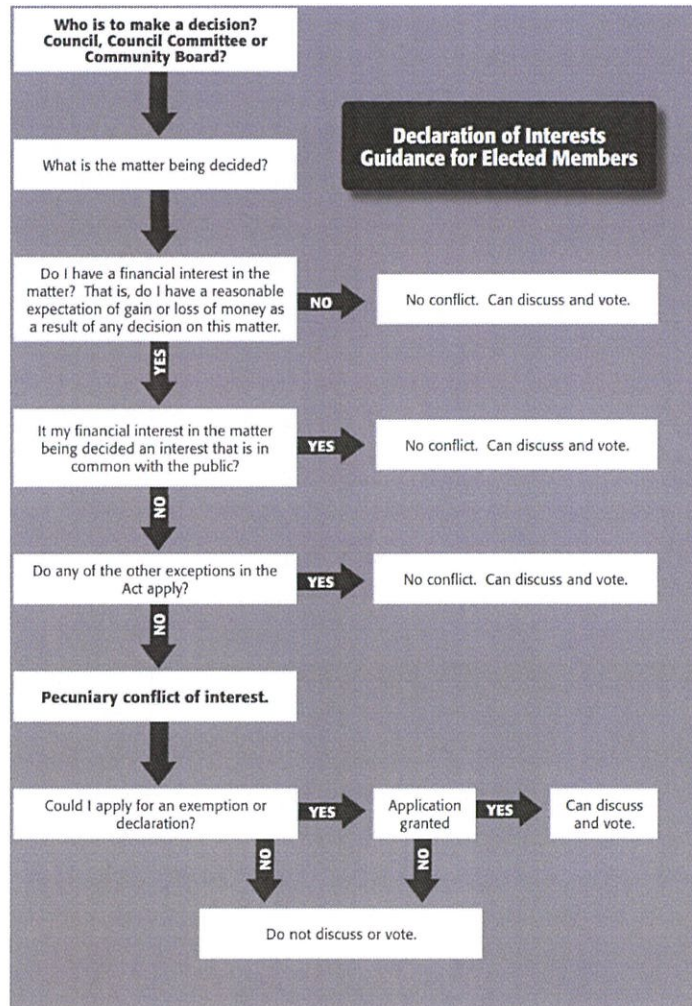 Who is to make a decision?
Council, Council Committee or
Community Board?
Declaration of Interests
Guidance for Elected Members
What is the matter being decided?
Do I have a financial interest in the
matter? That is, do I have a reasonable
expectation of gain or loss of money as
a result of any decision on this matter.
NO
No conflict. Can discuss and vote.
YES
It my financial interest in the matter
being decided an interest that is in
common with the public?
YES
No conflict. Can discuss and vote.
NO
Do any of the other exceptions in the
Act apply?
YES
No conflict. Can discuss and vote.
NO
Pecuniary conflict of interest.
Could I apply for an exemption or
declaration?
YES
Application
granted
YES
Can discuss
and vote.
NO
NO
Do not discuss or vote.